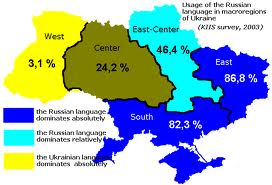 Usage of the Russian
language in macroregions
of Ukraine
(KIIS survey, 2003)
West
3,1 %
Center
24,2 %
East-Center
46,4 %
East
86,8 %
South
82,3 %
the Russian language
dominates absolutely
the Russian language
dominates relatively
the Ukrainian language
dominates absolutely